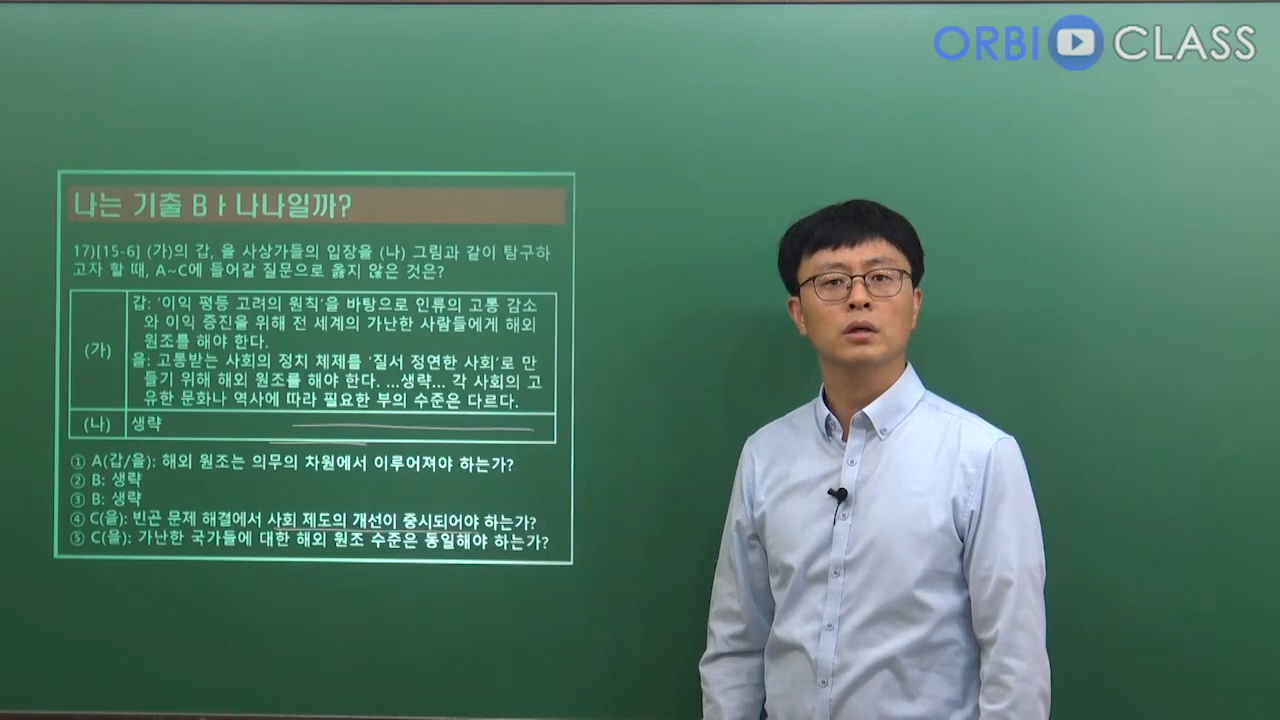 ORBI CLASS
나는 기출 Bㅏ나나일까?
17)[15-6] (가)의 갑, 을 사상가들의 입장을 (나) 그림과 같이 탐구하
고자 할 때, A~C에 들어갈 질문으로 옳지 않은 것은?
(가)
갑: '이익 평등 고려의 원칙'을 바탕으로 인류의 고통 감소
와 이익 증진을 위해 전 세계의 가난한 사람들에게 해외
원조를 해야 한다.
을: 고통받는 사회의 정치 체제를 '질서 정연한 사회'로 만
들기 위해 해외 원조를 해야 한다. ...생략... 각 사회의 고
유한 문화나 역사에 따라 필요한 부의 수준은 다르다.
(나) 생략
① A(갑/을): 해외 원조는 의무의 차원에서 이루어져야 하는가?
② B: 생략
③ B: 생략
④ C(을): 빈곤 문제 해결에서 사회 제도의 개선이 중시되어야 하는가?
⑤ C(을): 가난한 국가들에 대한 해외 원조 수준은 동일해야 하는가?